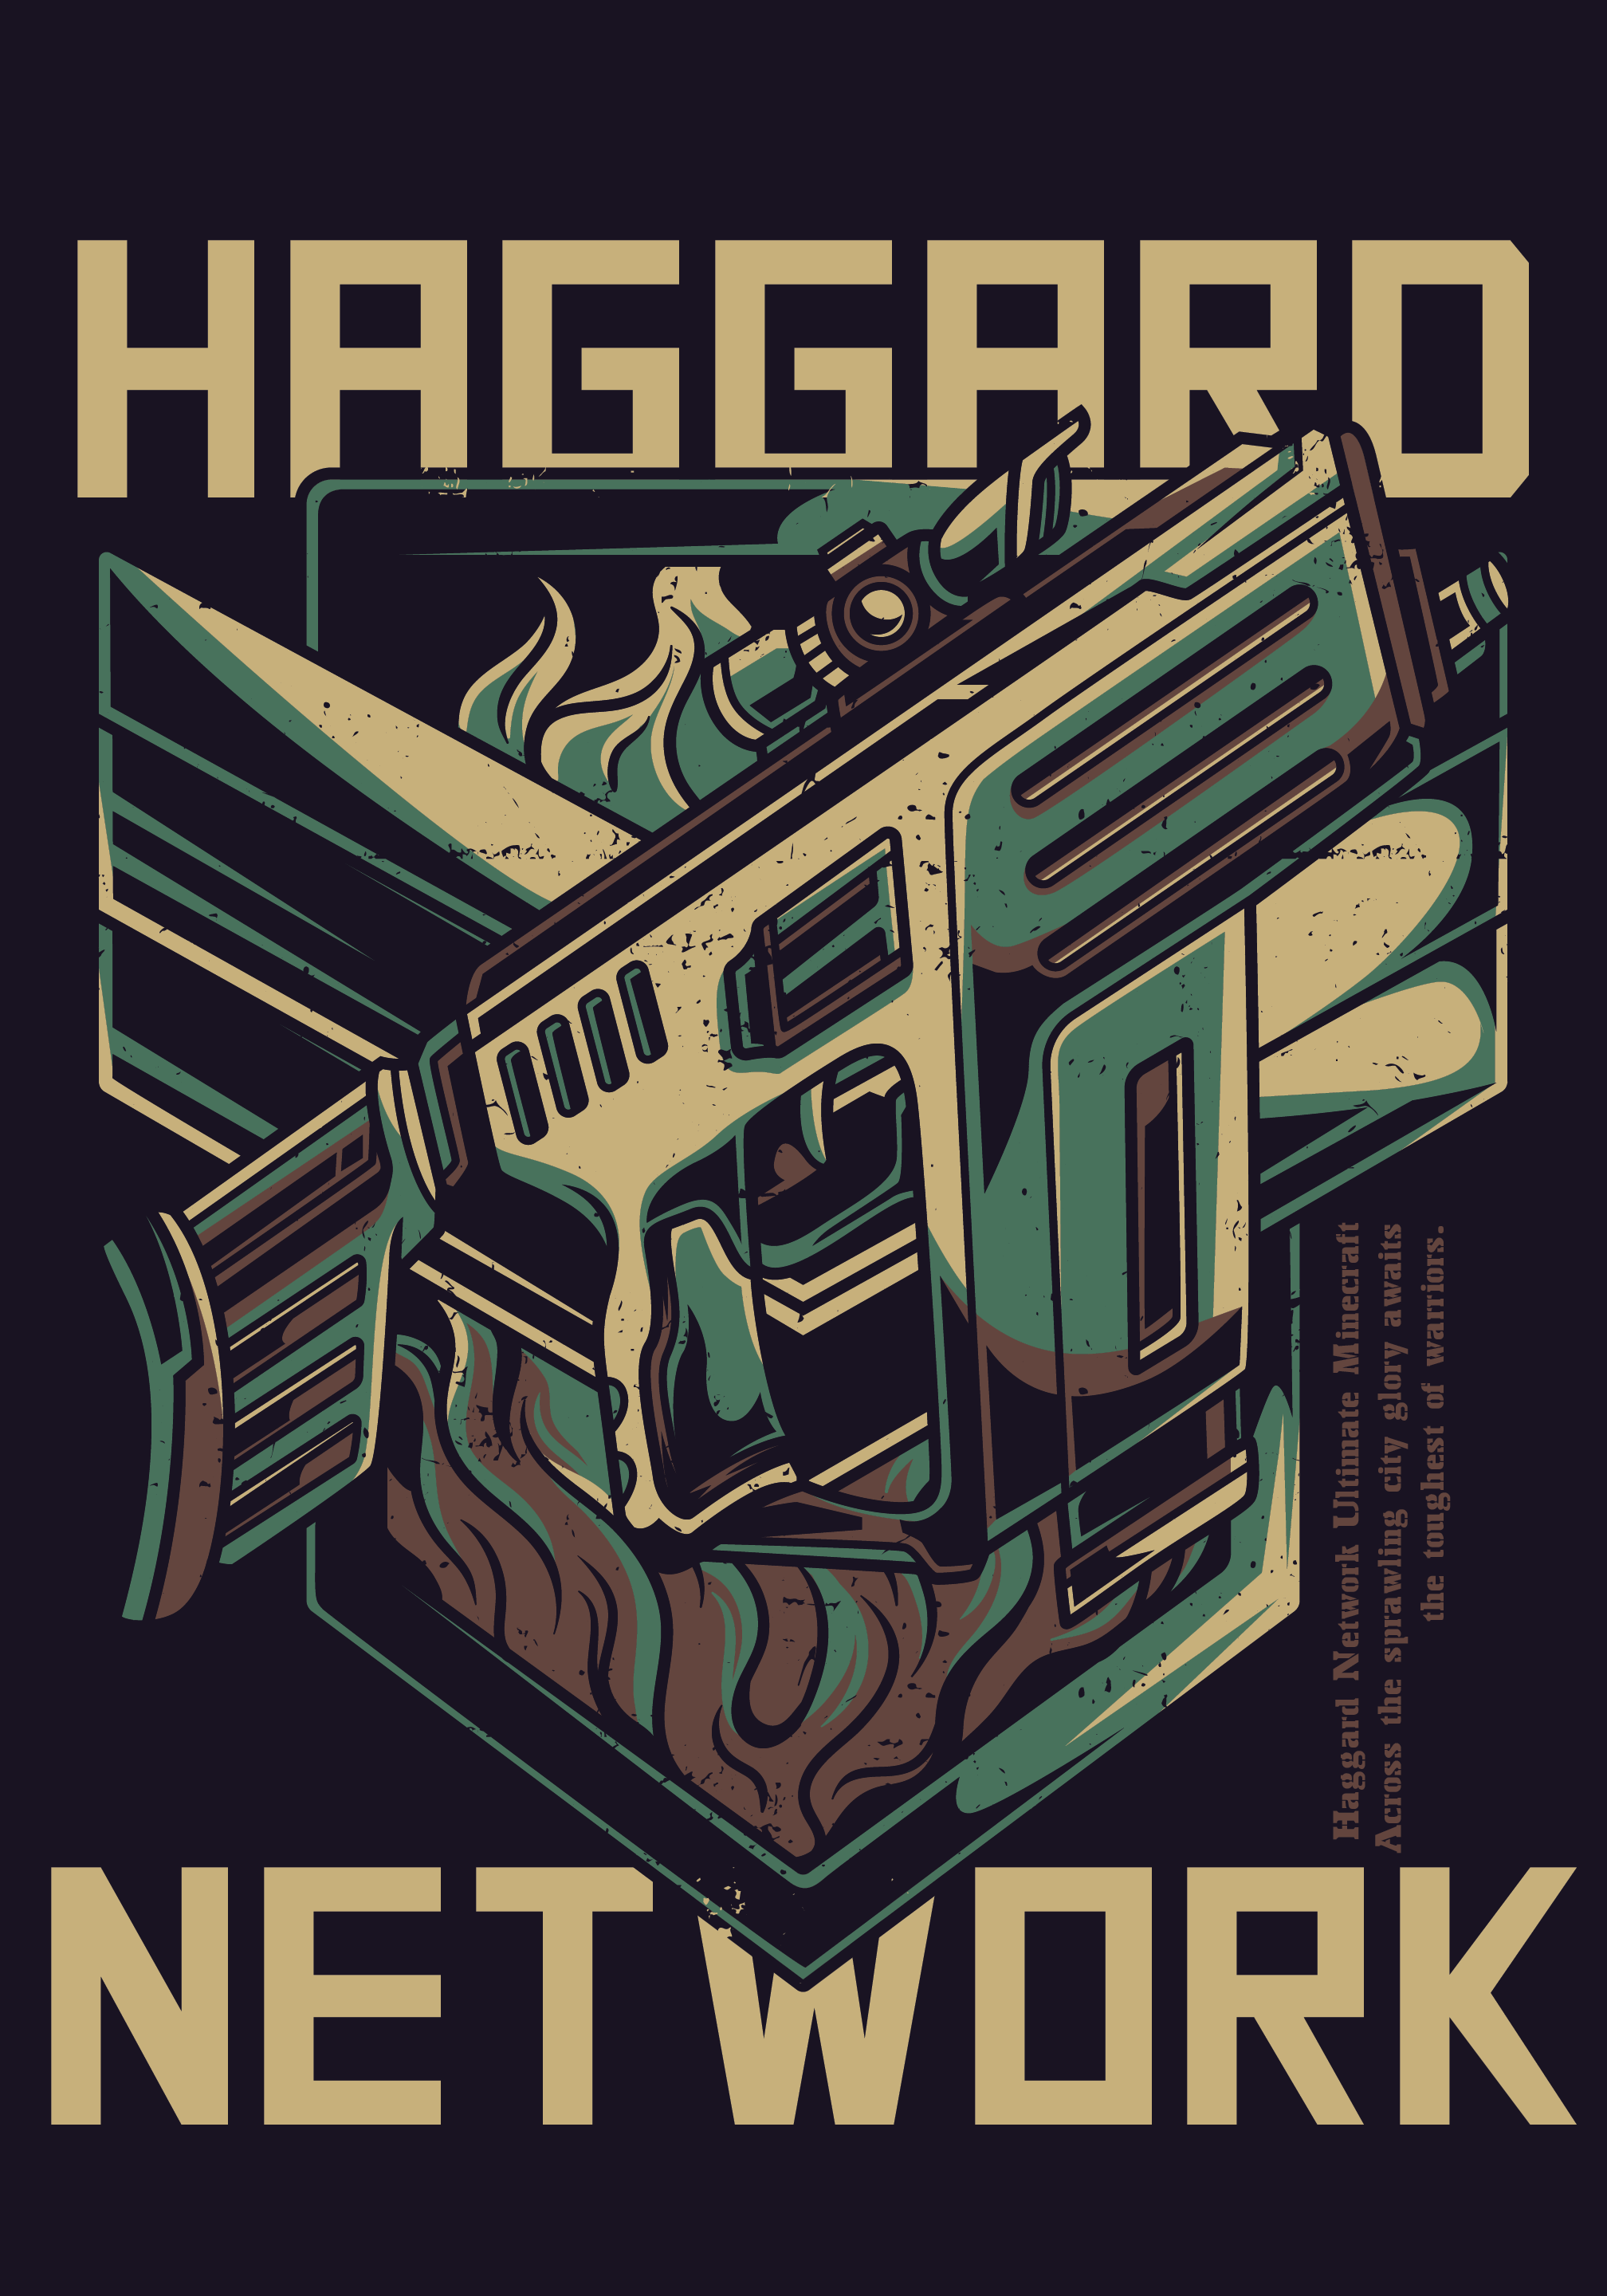 HAGGARD
Haggard Network Ultimate Minecraft
Across the sprawling city glory awaits
the toughest of warriors.
NETWORK